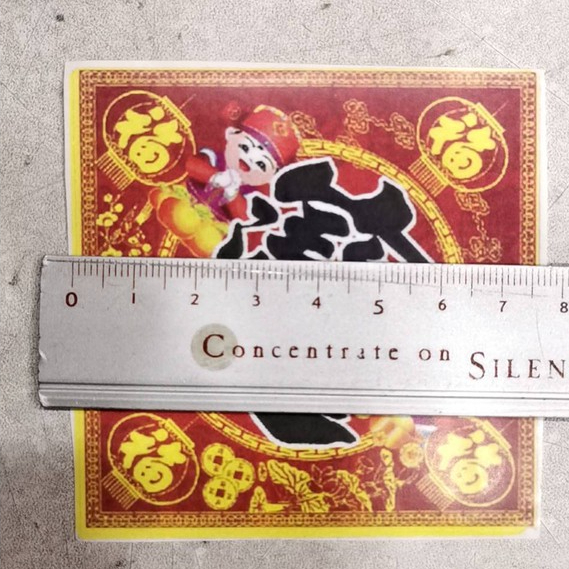 福 福
0 1 2 3 4 5 6 7 8
Concentrate on SILEN
福 福